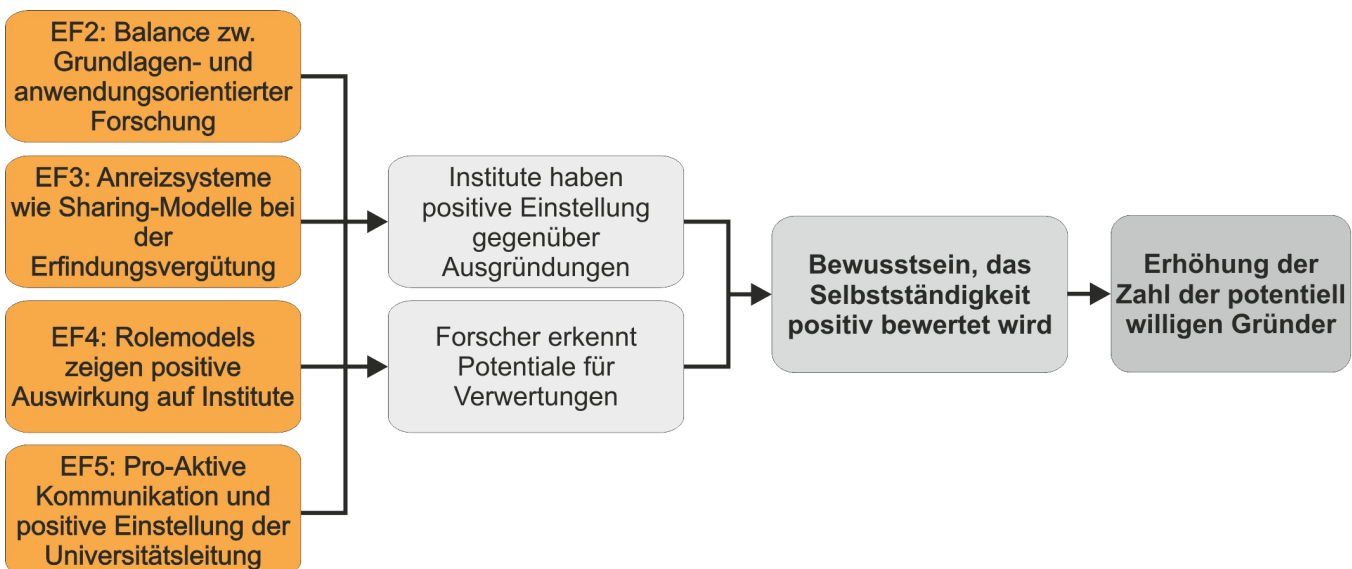 EF2: Balance zw.
Grundlagen- und
anwendungsorientierter
Forschung
EF3: Anreizsysteme
wie Sharing-Modelle bei
der
Erfindungsvergütung
EF4: Rolemodels
zeigen positive
Auswirkung auf Institute
EF5: Pro-Aktive
Kommunikation und
positive Einstellung der
Universitätsleitung
Institute haben
positive Einstellung
gegenüber
Ausgründungen
Forscher erkennt
Potentiale für
Verwertungen
Bewusstsein, das
Selbstständigkeit
positiv bewertet wird
Erhöhung der
Zahl der potentiell
willigen Gründer